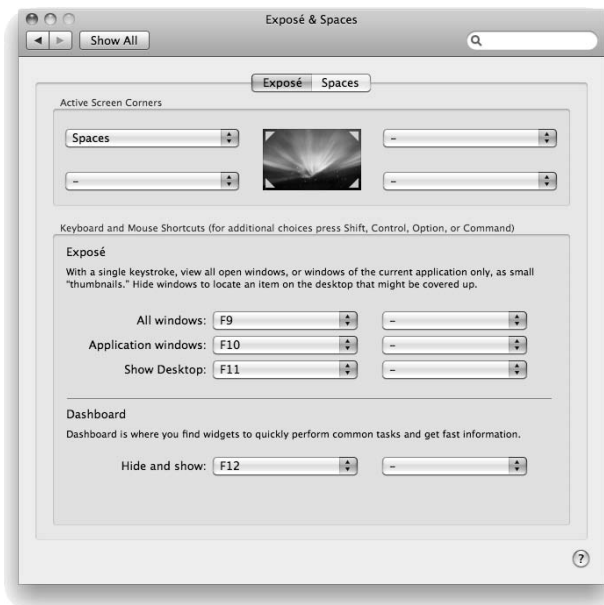 Exposé & Spaces
Show All
Exposé Spaces
Active Screen Corners
Spaces –
– –
Keyboard and Mouse Shortcuts (for additional choices press Shift, Control, Option, or Command)
Exposé
With a single keystroke, view all open windows, or windows of the current application only, as small
“thumbnails.” Hide windows to locate an item on the desktop that might be covered up.
All windows: F9 –
Application windows: F10 –
Show Desktop: F11 –
Dashboard
Dashboard is where you find widgets to quickly perform common tasks and get fast information.
Hide and show: F12 –
?